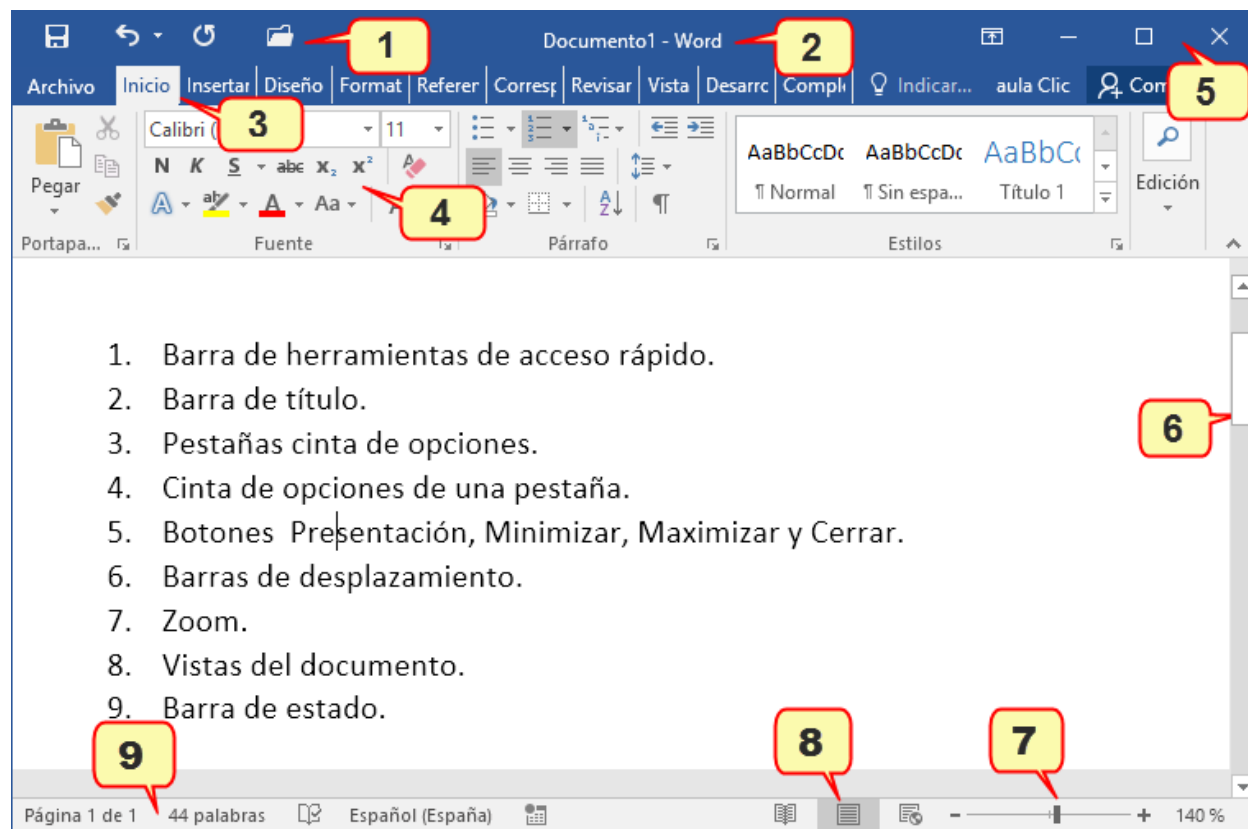 1
Documento1 - Word
2
5
Archivo Inicio Insertar Diseño Format Referer Corresp Revisar Vista Desarrc Comple Indicar... aula Clic Com
3
Calibri ( 11
Pegar
N K S abc x₂ x²
A aby A Aa
4
AaBbCcDc AaBbCcDc AaBbCc
¶ Normal ¶ Sin espa... Título 1
Edición
Portapa... Fuente Párrafo Estilos
1. Barra de herramientas de acceso rápido.
2. Barra de título.
3. Pestañas cinta de opciones.
4. Cinta de opciones de una pestaña.
5. Botones Presentación, Minimizar, Maximizar y Cerrar.
6. Barras de desplazamiento.
7. Zoom.
8. Vistas del documento.
9. Barra de estado.
6
9
8
7
Página 1 de 1 44 palabras Español (España) 140 %